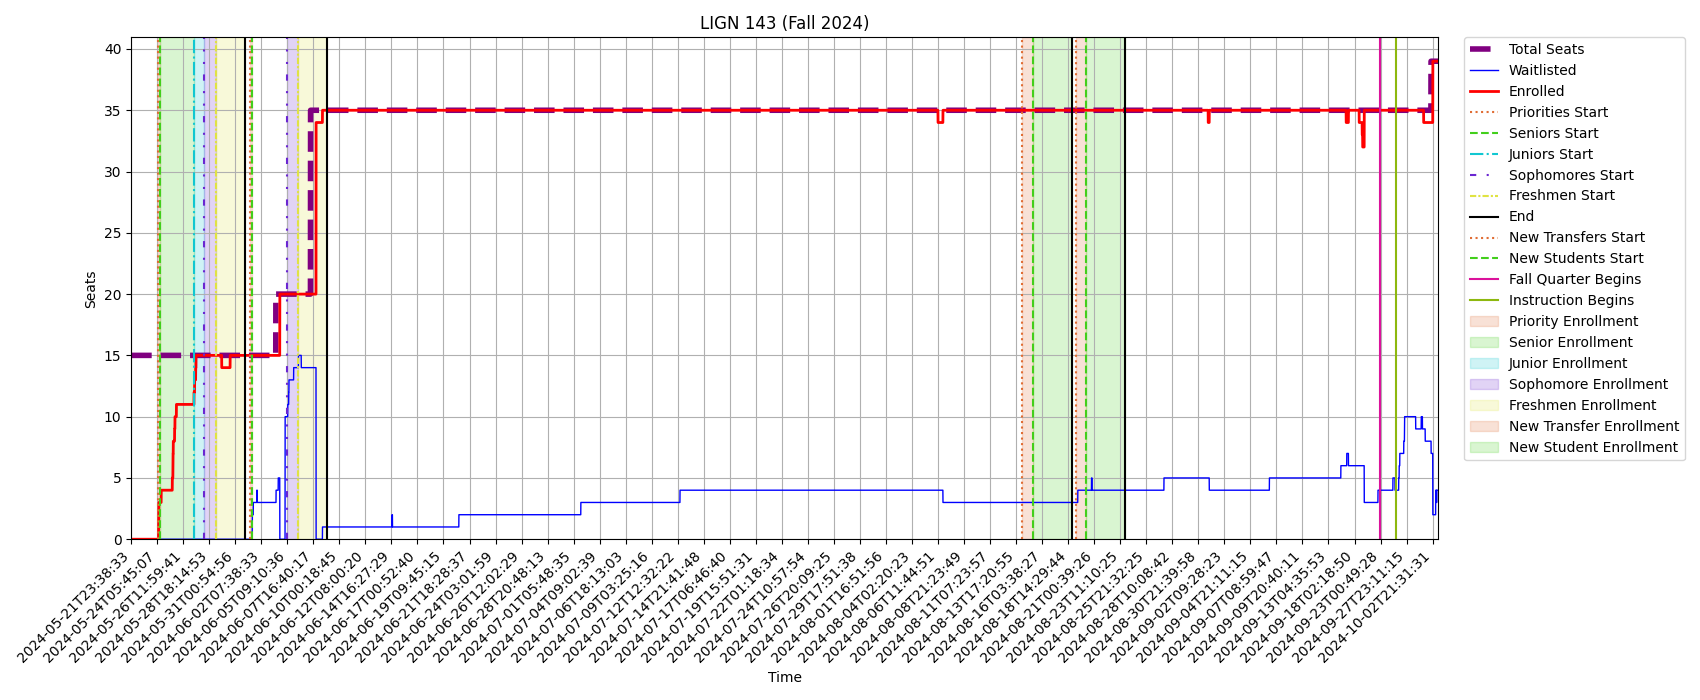 LIGN 143 (Fall 2024)
Seats
40
35
30
25
20
15
10
5
0
2024-05-21T23:38:33
2024-05-24T05:45:07
2024-05-26T11:59:41
2024-05-28T18:14:53
2024-05-31T00:54:56
2024-06-02T07:38:33
2024-06-05T09:10:36
2024-06-07T16:40:17
2024-06-10T00:18:45
2024-06-12T08:00:20
2024-06-14T16:27:29
2024-06-17T00:52:40
2024-06-19T09:45:15
2024-06-21T18:28:37
2024-06-24T03:01:59
2024-06-26T12:02:29
2024-06-28T20:48:13
2024-07-01T05:48:35
2024-07-04T09:02:39
2024-07-06T18:13:03
2024-07-09T03:25:16
2024-07-12T12:32:22
2024-07-14T21:41:48
2024-07-17T06:46:40
2024-07-19T15:51:31
2024-07-22T01:18:34
2024-07-24T10:57:54
2024-07-26T20:09:25
2024-07-29T17:51:38
2024-08-01T16:51:56
2024-08-04T02:20:23
2024-08-06T11:44:51
2024-08-08T21:23:49
2024-08-11T07:23:57
2024-08-13T17:20:55
2024-08-16T03:38:27
2024-08-18T14:29:44
2024-08-21T00:39:26
2024-08-23T11:10:25
2024-08-25T21:32:25
2024-08-28T10:08:42
2024-08-30T21:39:58
2024-09-02T09:28:23
2024-09-04T21:11:15
2024-09-07T08:59:47
2024-09-09T20:40:11
2024-09-13T04:35:53
2024-09-18T02:18:50
2024-09-23T00:49:28
2024-09-27T23:11:15
2024-10-02T21:31:31
Time
Total Seats
Waitlisted
Enrolled
Priorities Start
Seniors Start
Juniors Start
Sophomores Start
Freshmen Start
End
New Transfers Start
New Students Start
Fall Quarter Begins
Instruction Begins
Priority Enrollment
Senior Enrollment
Junior Enrollment
Sophomore Enrollment
Freshmen Enrollment
New Transfer Enrollment
New Student Enrollment